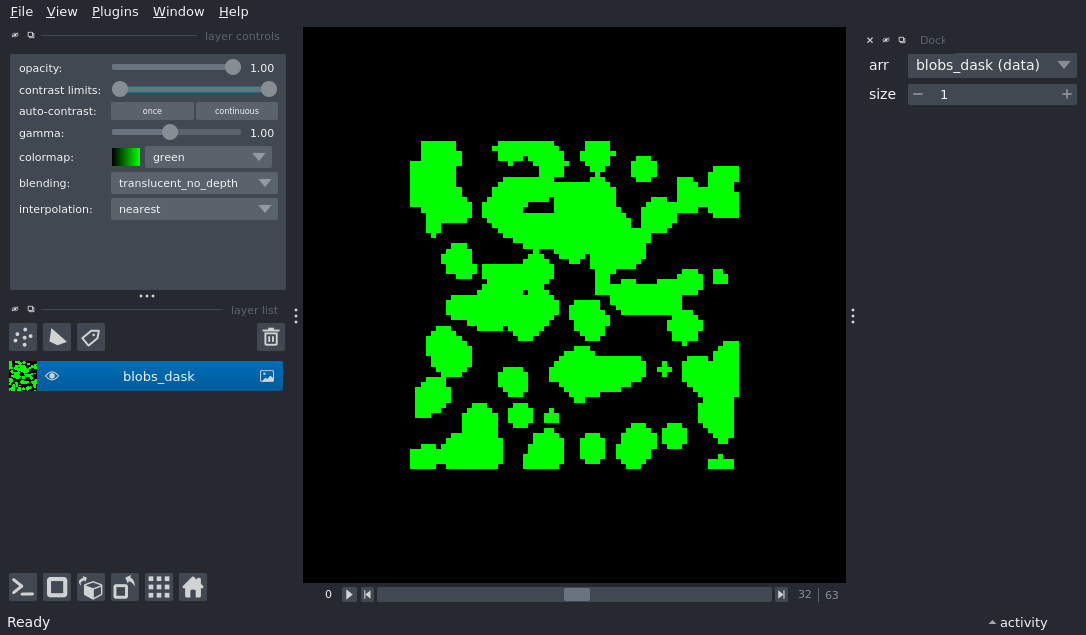 File View Plugins Window Help
layer controls
opacity: 1.00
contrast limits:
auto-contrast: once continuous
gamma: 1.00
colormap: green
blending: translucent_no_depth
interpolation: nearest
layer list
blobs_dask
0 32 63
Dock
arr blobs_dask (data)
size 1
Ready
activity